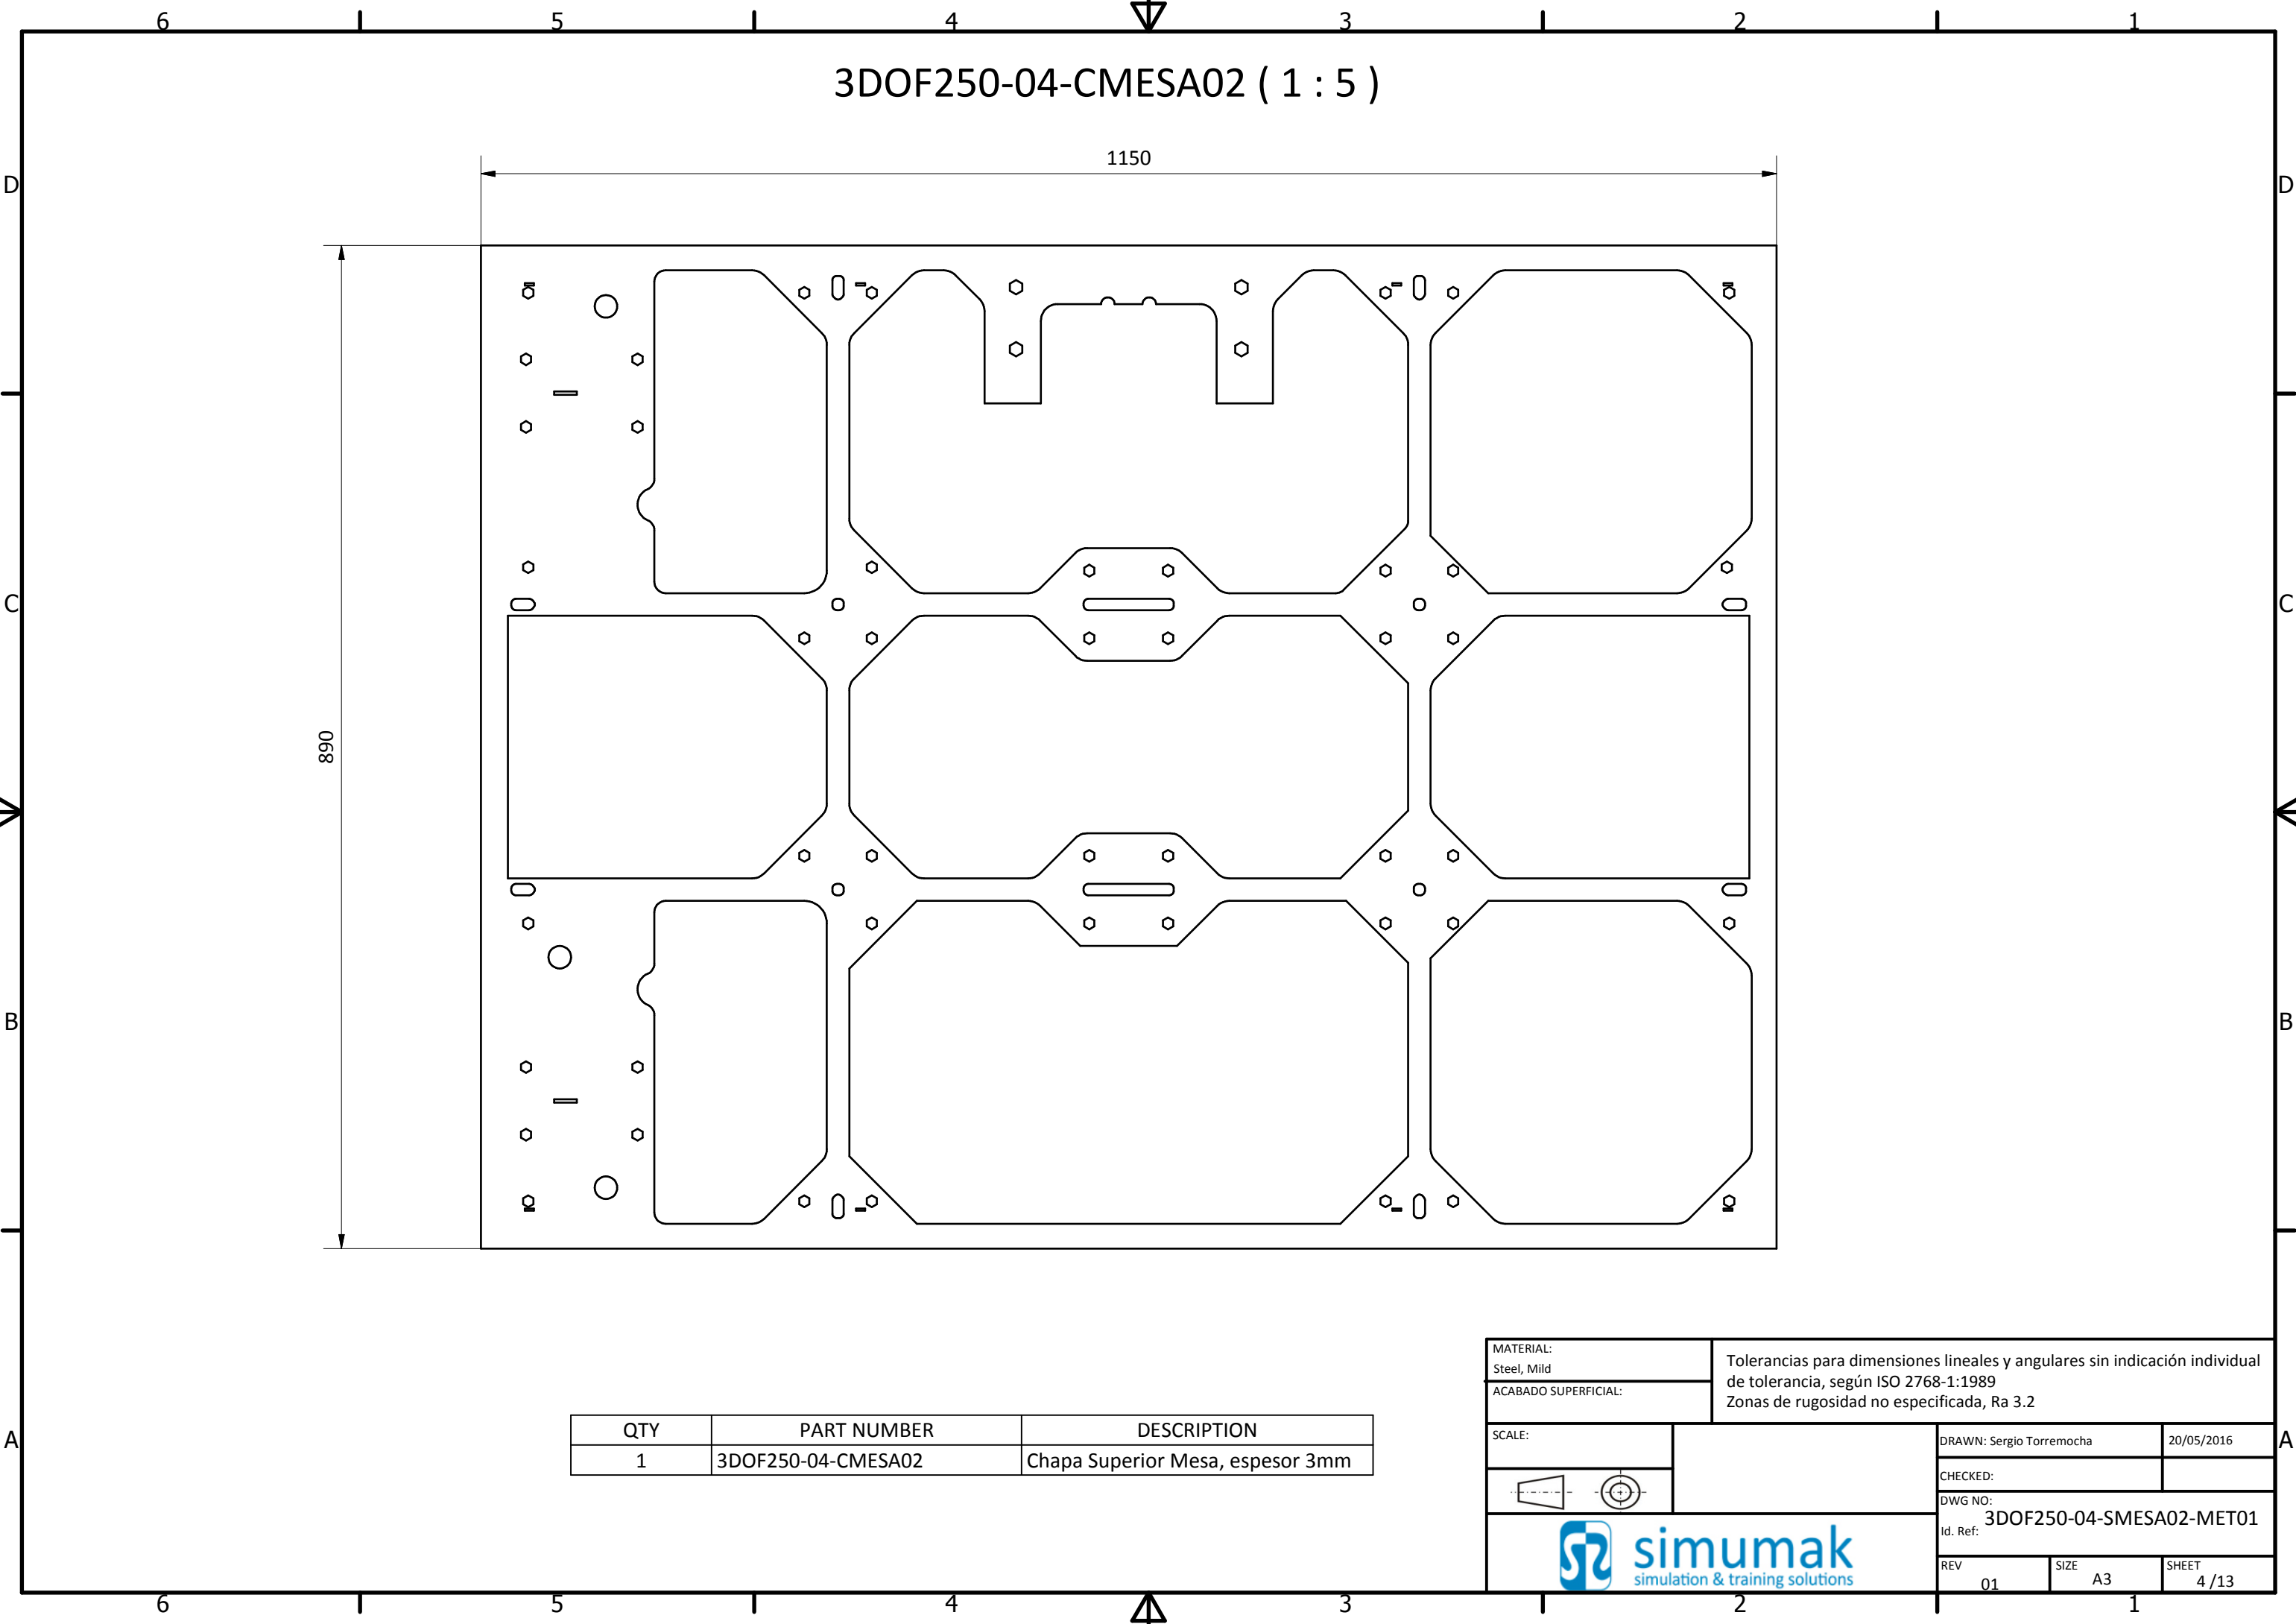 6 5 4 3 2 1
3DOF250-04-CMESA02 ( 1 : 5 )
1150
D D
890
C C
B B
MATERIAL:
Steel, Mild
ACABADO SUPERFICIAL:
Tolerancias para dimensiones lineales y angulares sin indicación individual
de tolerancia, según ISO 2768-1:1989
Zonas de rugosidad no especificada, Ra 3.2
QTY PART NUMBER DESCRIPTION
1 3DOF250-04-CMESA02 Chapa Superior Mesa, espesor 3mm
A A
SCALE:
DRAWN: Sergio Torremocha 20/05/2016
CHECKED:
DWG NO:
3DOF250-04-SMESA02-MET01
Id. Ref:
simumak
simulation & training solutions
REV SIZE SHEET
01 A3 4 /13
6 5 4 3 2 1